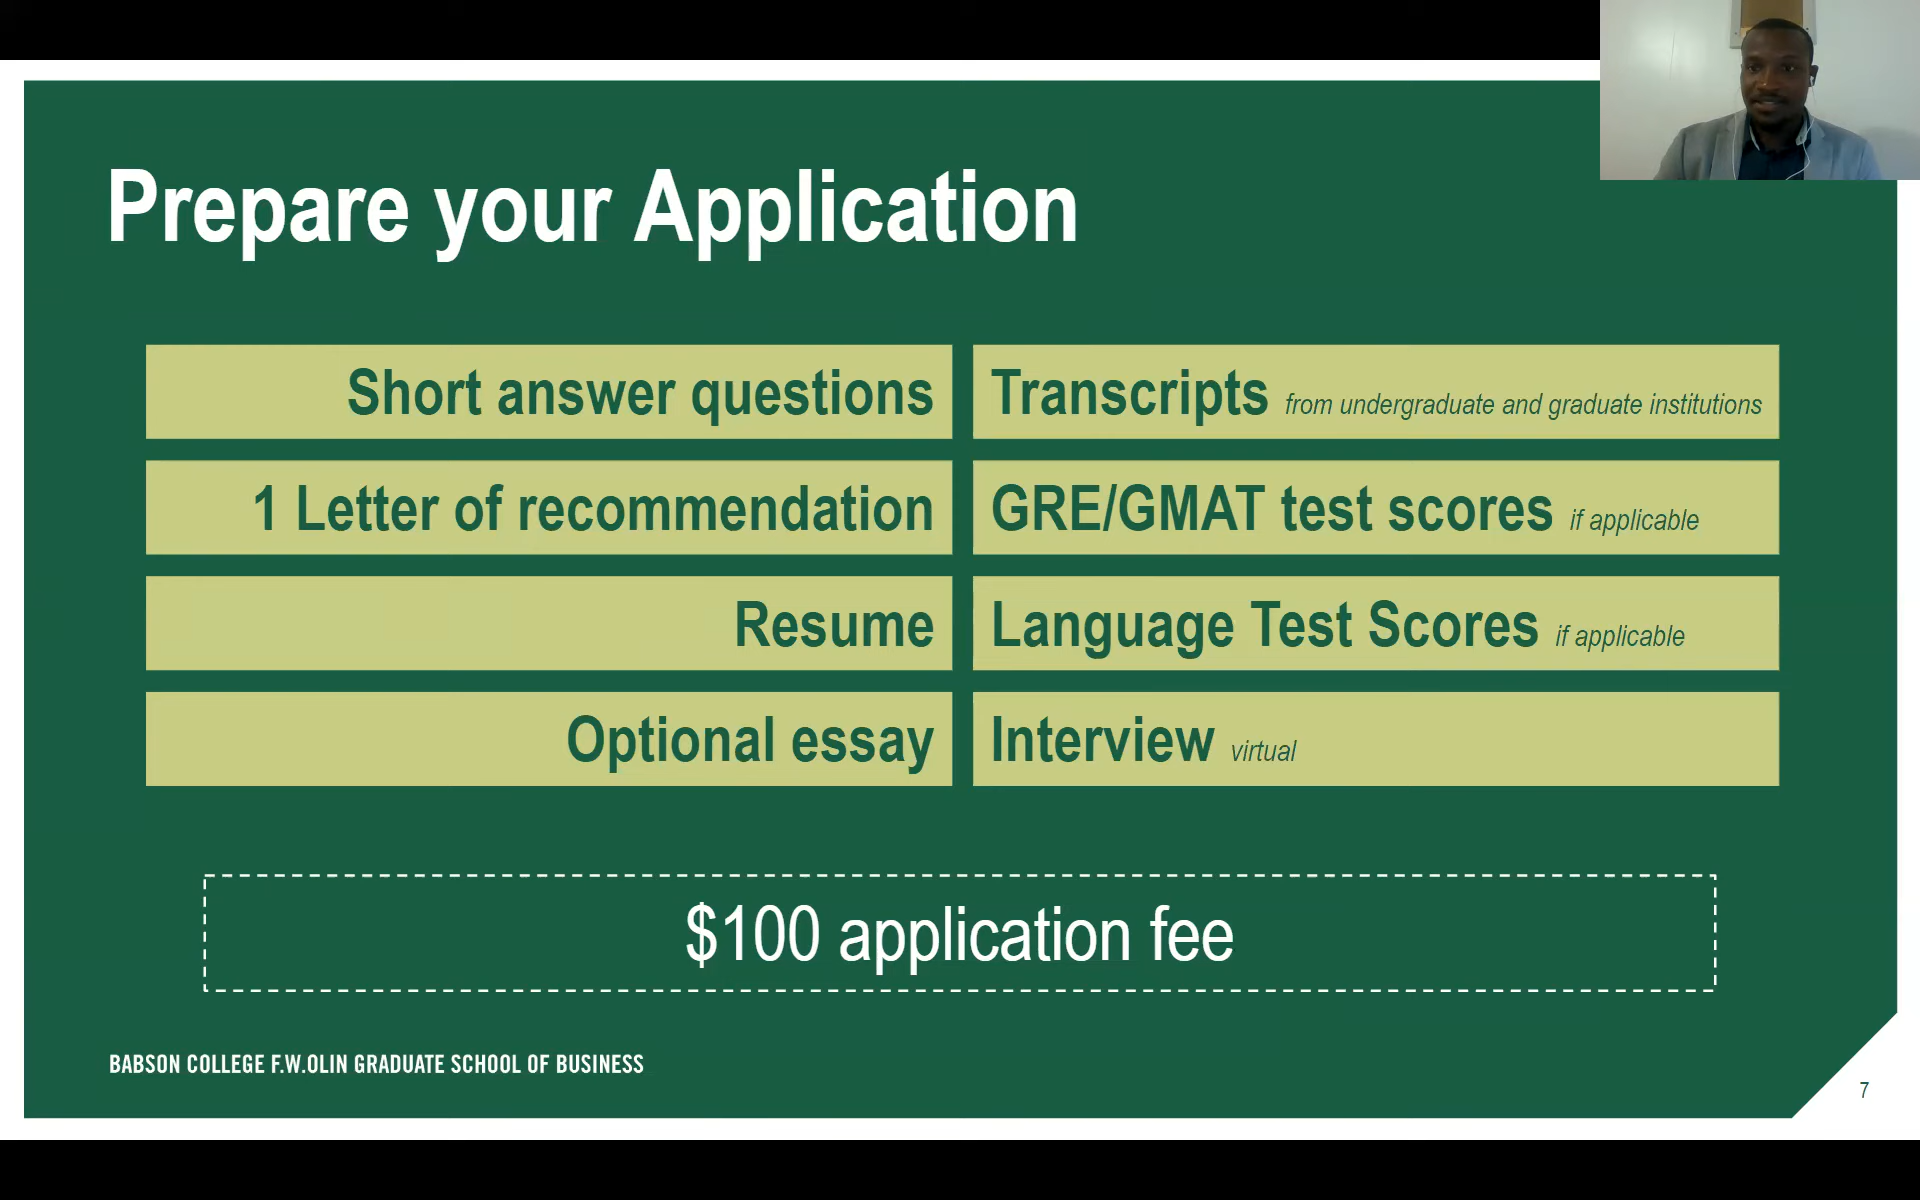 Prepare your Application
Short answer questions
Transcripts from undergraduate and graduate institutions
1 Letter of recommendation
GRE/GMAT test scores if applicable
Resume
Language Test Scores if applicable
Optional essay
Interview virtual
$100 application fee
BABSON COLLEGE F.W.OLIN GRADUATE SCHOOL OF BUSINESS
7